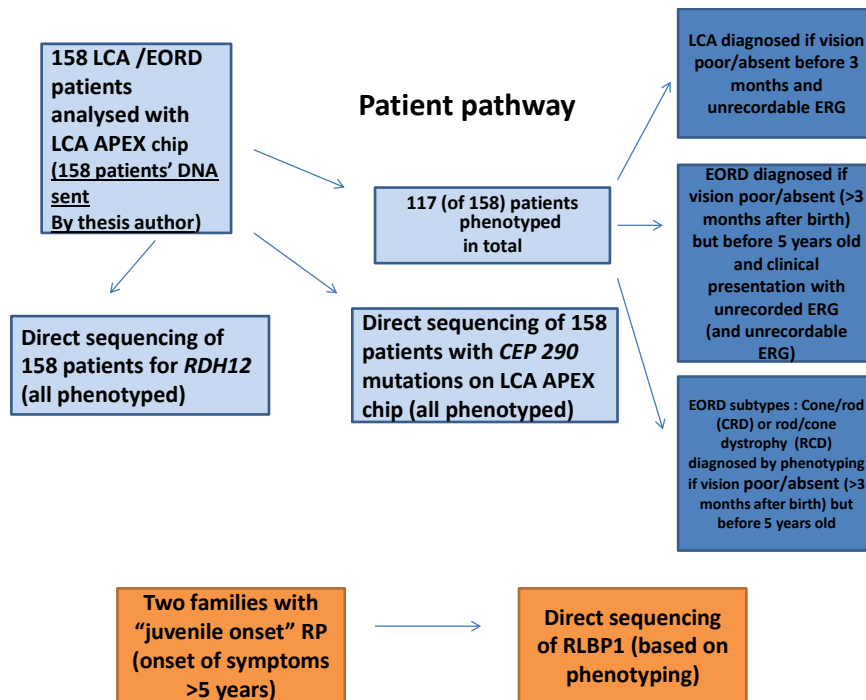 158 LCA /EORD
patients
analysed with
LCA APEX chip
(158 patients' DNA
sent
By thesis author)
Patient pathway
LCA diagnosed if vision
poor/absent before 3
months and
unrecordable ERG
117 (of 158) patients
phenotyped
in total
EORD diagnosed if
vision poor/absent (>3
months after birth)
but before 5 years old
and clinical
presentation with
unrecorded ERG
(and unrecordable
ERG)
Direct sequencing of
158 patients for RDH12
(all phenotyped)
Direct sequencing of 158
patients with CEP 290
mutations on LCA APEX
chip (all phenotyped)
EORD subtypes : Cone/rod
(CRD) or rod/cone
dystrophy (RCD)
diagnosed by phenotyping
if vision poor/absent (>3
months after birth) but
before 5 years old
Two families with
“juvenile onset” RP
(onset of symptoms
>5 years)
Direct sequencing
of RLBP1 (based on
phenotyping)